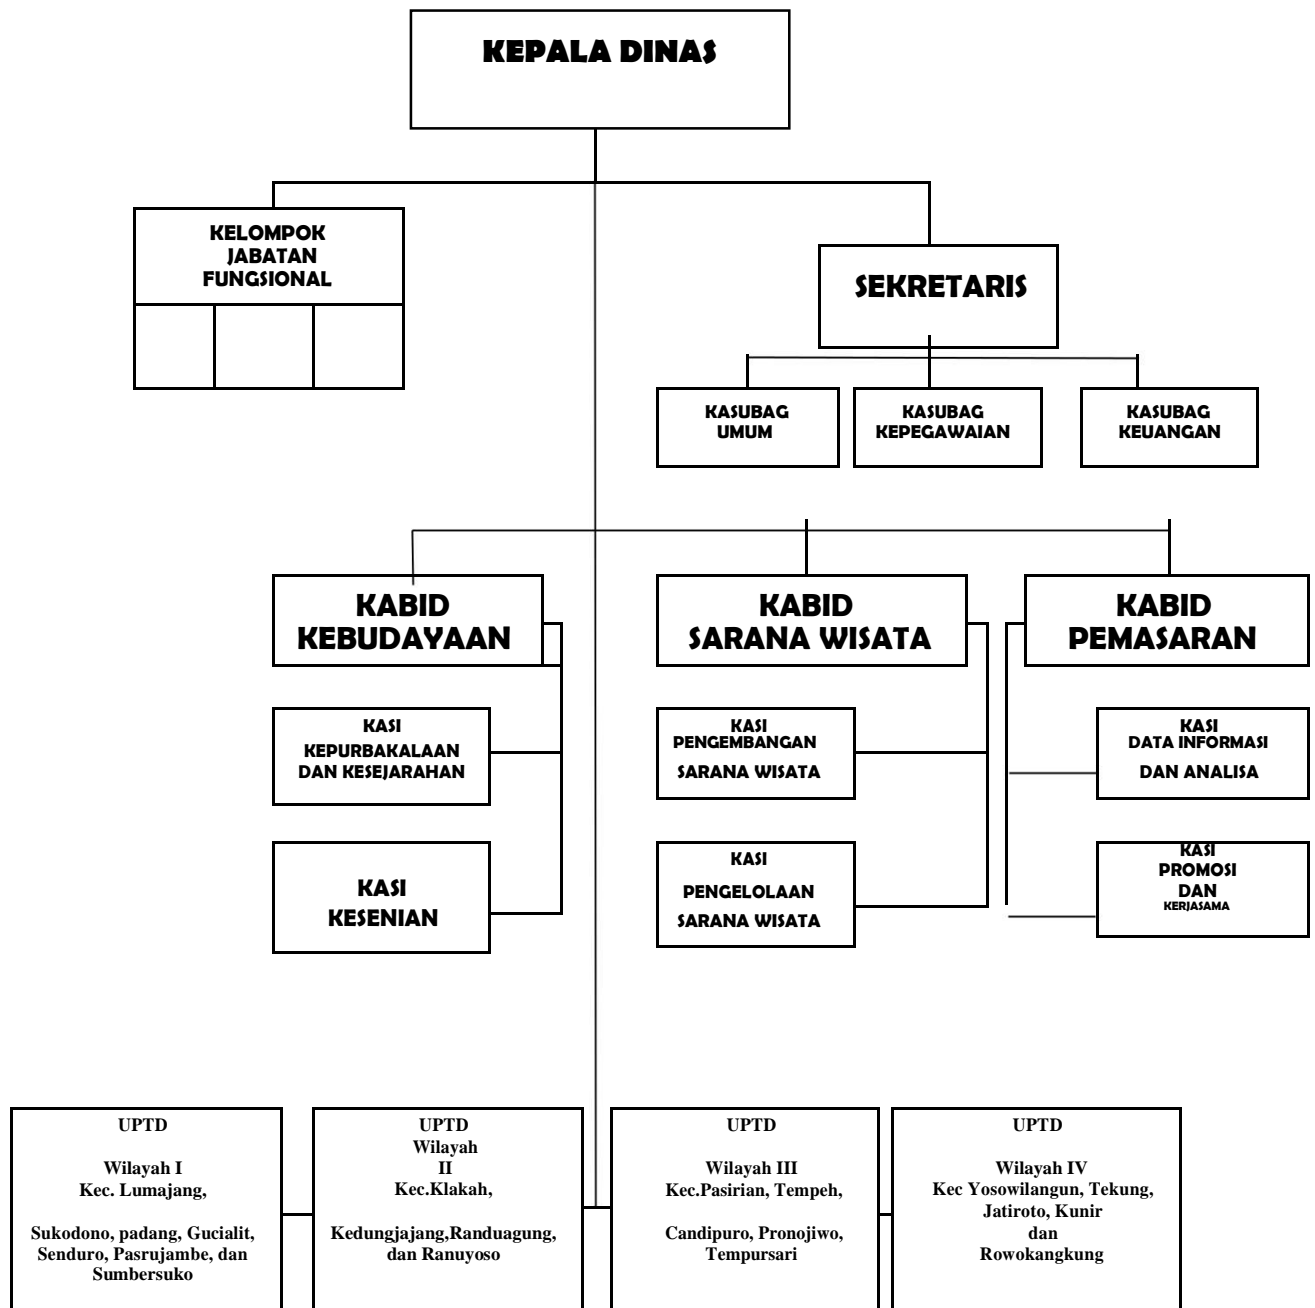 KEPALA DINAS
KELOMPOK
JABATAN
FUNGSIONAL
SEKRETARIS
KASUBAG
UMUM
KASUBAG
KEPEGAWAIAN
KASUBAG
KEUANGAN
KABID
KEBUDAYAAN
KABID
SARANA WISATA
KABID
PEMASARAN
KASI
KEPURBAKALAAN
DAN KESEJARAHAN
KASI
PENGEMBANGAN
SARANA WISATA
KASI
DATA INFORMASI
DAN ANALISA
KASI
KESENIAN
KASI
PENGELOLAAN
SARANA WISATA
KASI
PROMOSI
DAN
KERJASAMA
UPTD
Wilayah I
Kec. Lumajang,
Sukodono, padang, Gucialit,
Senduro, Pasrujambe, dan
Sumbersuko
UPTD
Wilayah
II
Kec.Klakah,
Kedungjajang,Randuagung,
dan Ranuyoso
UPTD
Wilayah III
Kec.Pasirian, Tempeh,
Candipuro, Pronojiwo,
Tempursari
UPTD
Wilayah IV
Kec Yosowilangun, Tekung,
Jatiroto, Kunir
dan
Rowokangkung